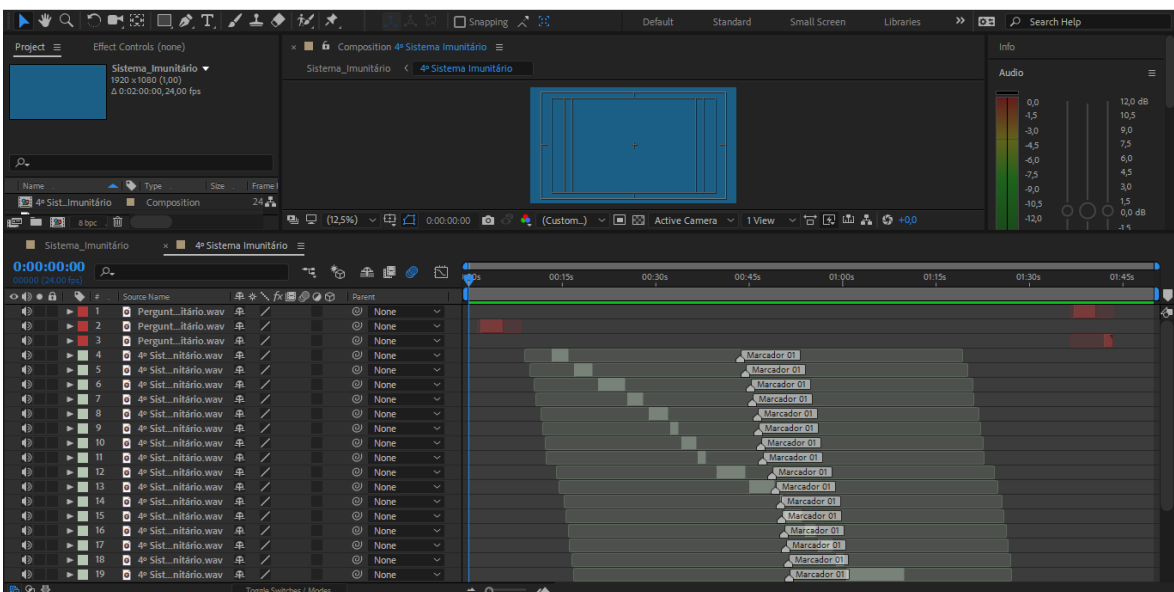 Snapping
Default
Standard
Small Screen
Libraries
Search Help
Project
Effect Controls (none)
Composition 4º Sistema Imunitário
Info
Sistema_Imunitário
1920 x 1080 (1,00)
Δ 0:02:00:00, 24,00 fps
Sistema_Imunitário
4º Sistema Imunitário
Audio
0,0
-1,5
-3,0
-4,5
-6,0
-7,5
-9,0
-10,5
-12,0
12,0 dB
10,5
9,0
7,5
6,0
4,5
3,0
1,5
0,0 dB
-1,5
Name
Type
Size
Frame
4º Sist...Imunitário
Composition
24
8 bpc
(12,5%)
0:00:00:00
(Custom...)
Active Camera
1 View
+0,0
Sistema_Imunitário
4º Sistema Imunitário
0:00:00:00
00000 (24.00 fps)
00:15s
00:30s
00:45s
01:00s
01:15s
01:30s
01:45s
#
Source Name
Parent
1 Pergunt...itário.wav None
2 Pergunt...itário.wav None
3 Pergunt...itário.wav None
4 4º Sist...nitário.wav None Marcador 01
5 4º Sist...nitário.wav None Marcador 01
6 4º Sist...nitário.wav None Marcador 01
7 4º Sist...nitário.wav None Marcador 01
8 4º Sist...nitário.wav None Marcador 01
9 4º Sist...nitário.wav None Marcador 01
10 4º Sist...nitário.wav None Marcador 01
11 4º Sist...nitário.wav None Marcador 01
12 4º Sist...nitário.wav None Marcador 01
13 4º Sist...nitário.wav None Marcador 01
14 4º Sist...nitário.wav None Marcador 01
15 4º Sist...nitário.wav None Marcador 01
16 4º Sist...nitário.wav None Marcador 01
17 4º Sist...nitário.wav None Marcador 01
18 4º Sist...nitário.wav None Marcador 01
19 4º Sist...nitário.wav None Marcador 01
Toggle Switches / Modes